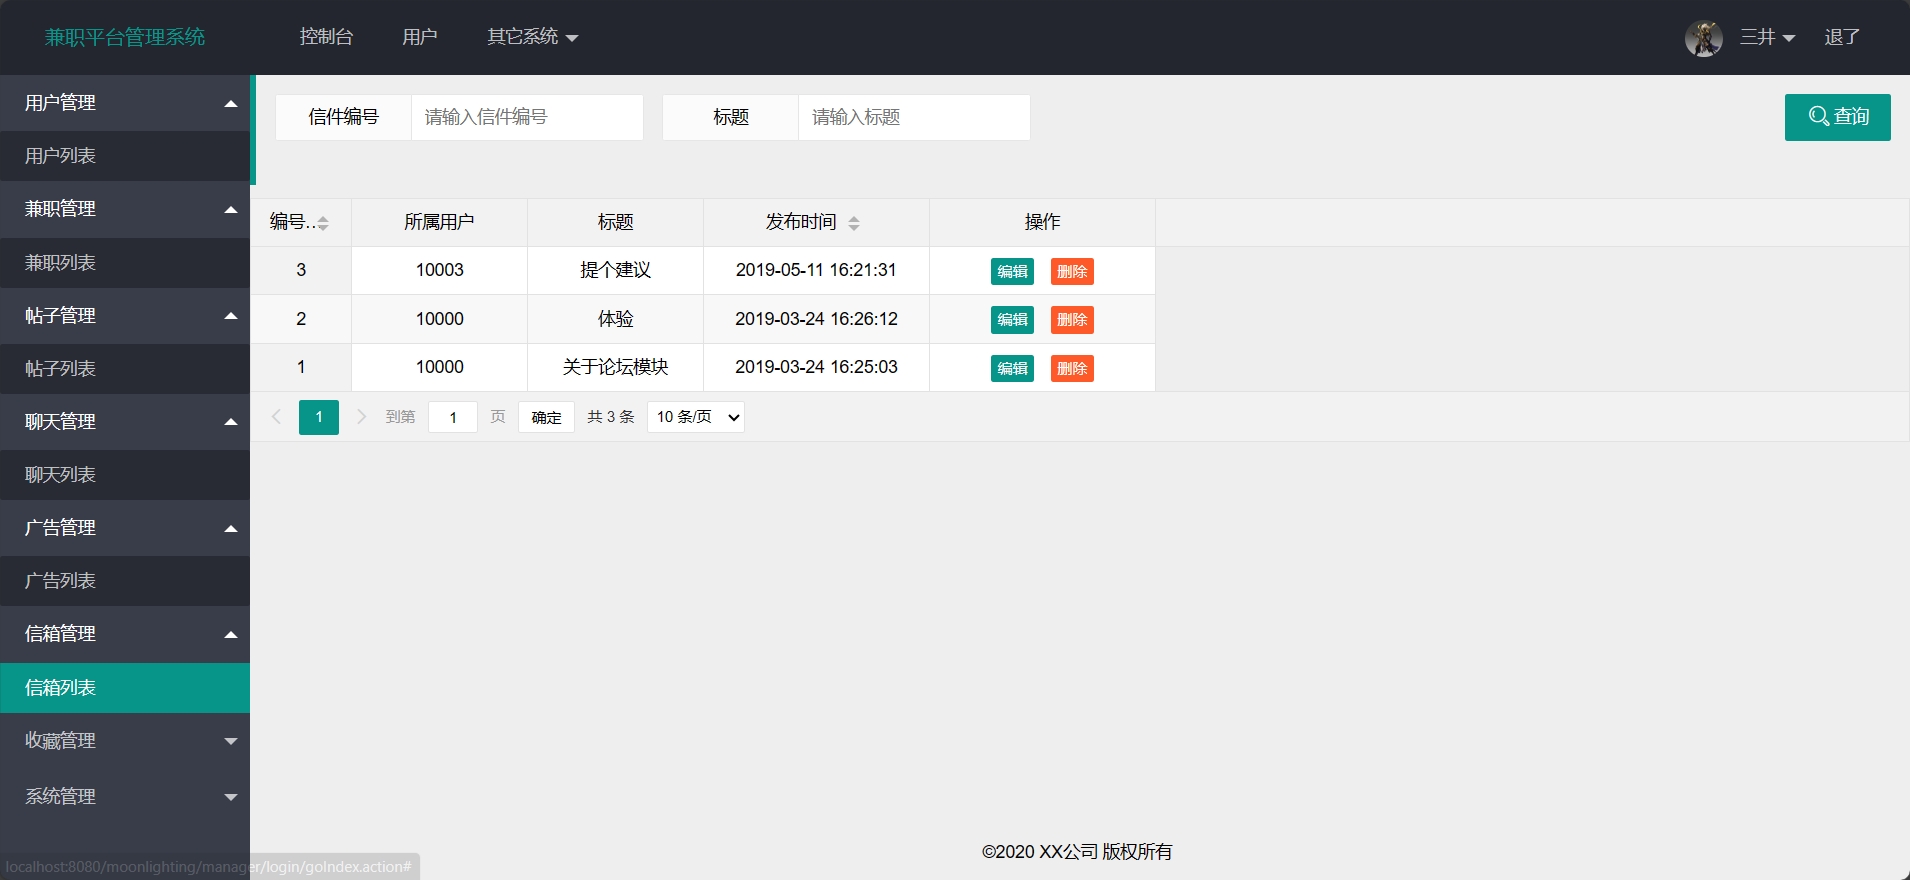 兼职平台管理系统 控制台 用户 其它系统 三井 退了
用户管理
用户列表
兼职管理
兼职列表
帖子管理
帖子列表
聊天管理
聊天列表
广告管理
广告列表
信箱管理
信箱列表
收藏管理
系统管理
信件编号 请输入信件编号 标题 请输入标题 查询
编号... 所属用户 标题 发布时间 操作
3 10003 提个建议 2019-05-11 16:21:31 编辑 删除
2 10000 体验 2019-03-24 16:26:12 编辑 删除
1 10000 关于论坛模块 2019-03-24 16:25:03 编辑 删除
1 到第 1 页 确定 共 3 条 10 条/页
©2020 XX公司 版权所有
localhost:8080/moonlighting/manager/login/goIndex.action#